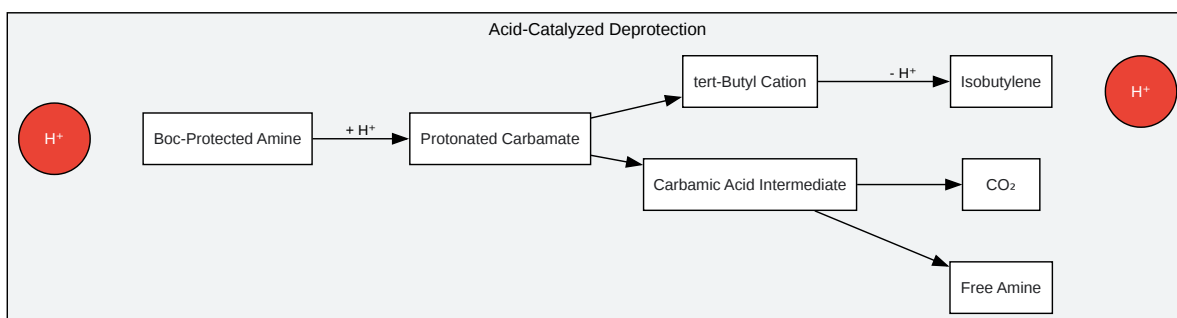 Acid-Catalyzed Deprotection
H⁺
Boc-Protected Amine
+ H⁺
Protonated Carbamate
tert-Butyl Cation
- H⁺
Isobutylene
H⁺
Carbamic Acid Intermediate
CO₂
Free Amine